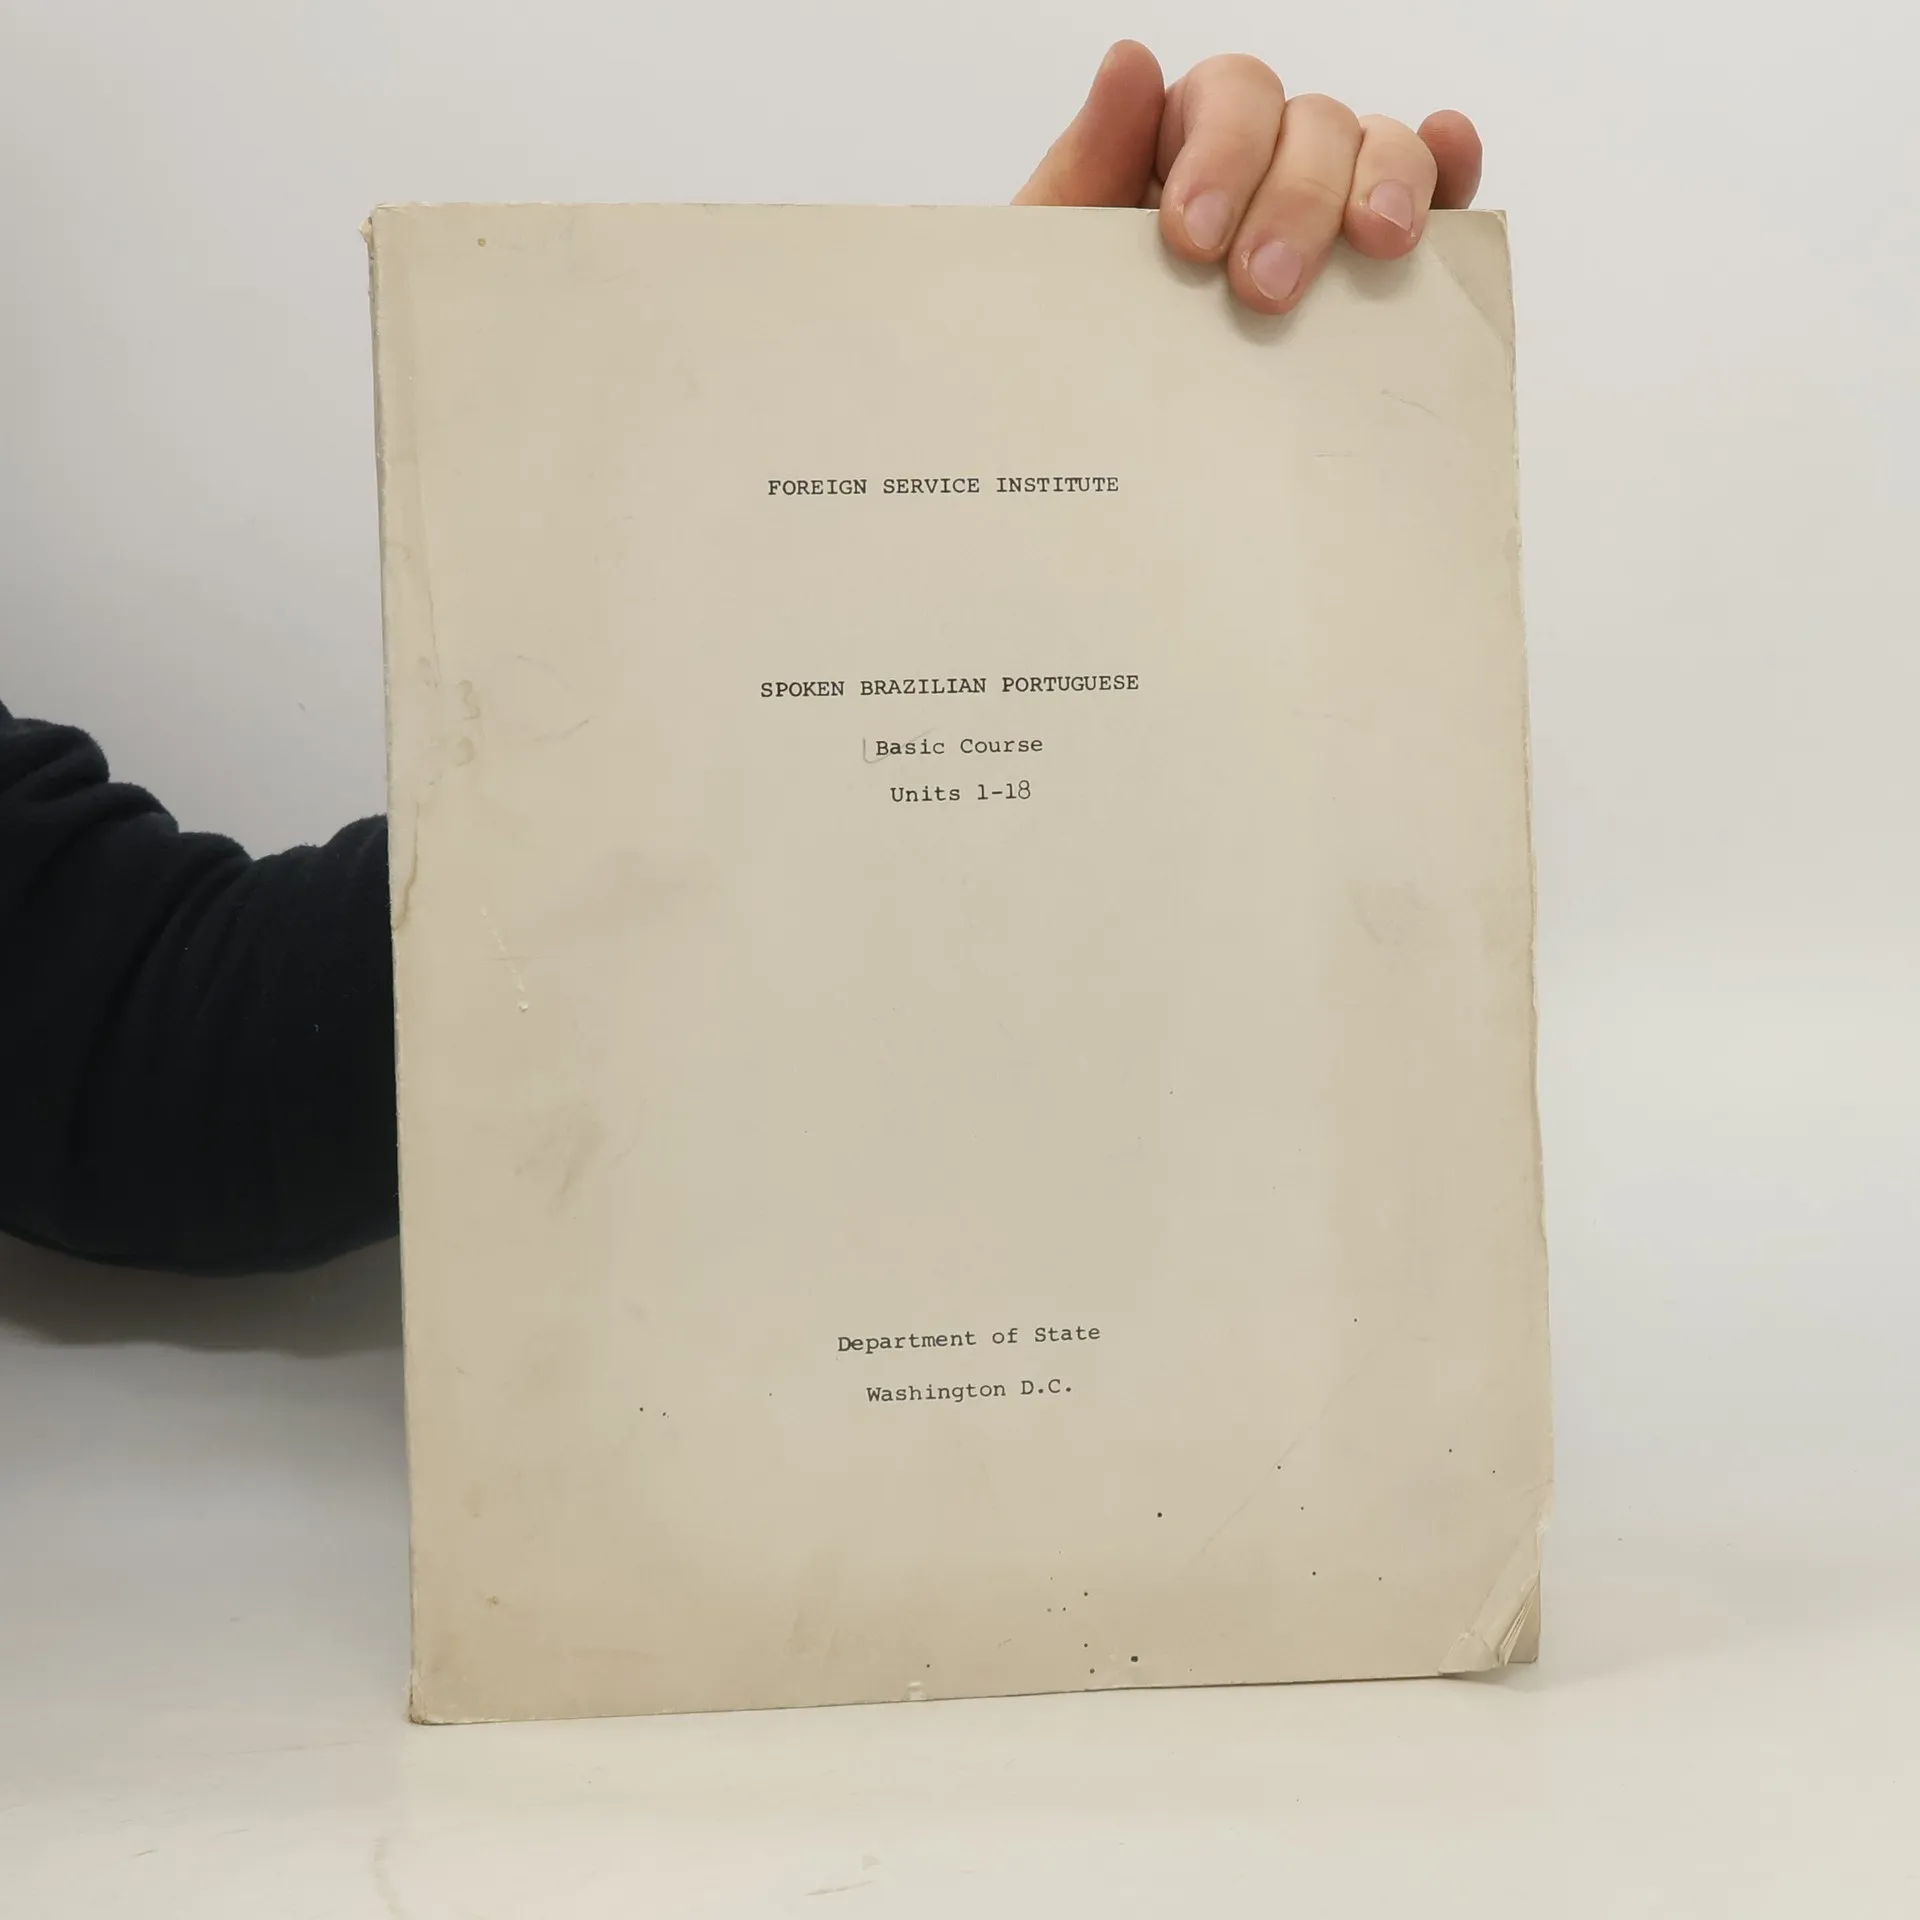 FOREIGN SERVICE INSTITUTE
SPOKEN BRAZILIAN PORTUGUESE
Basic Course
Units 1-18
Department of State
Washington D.C.